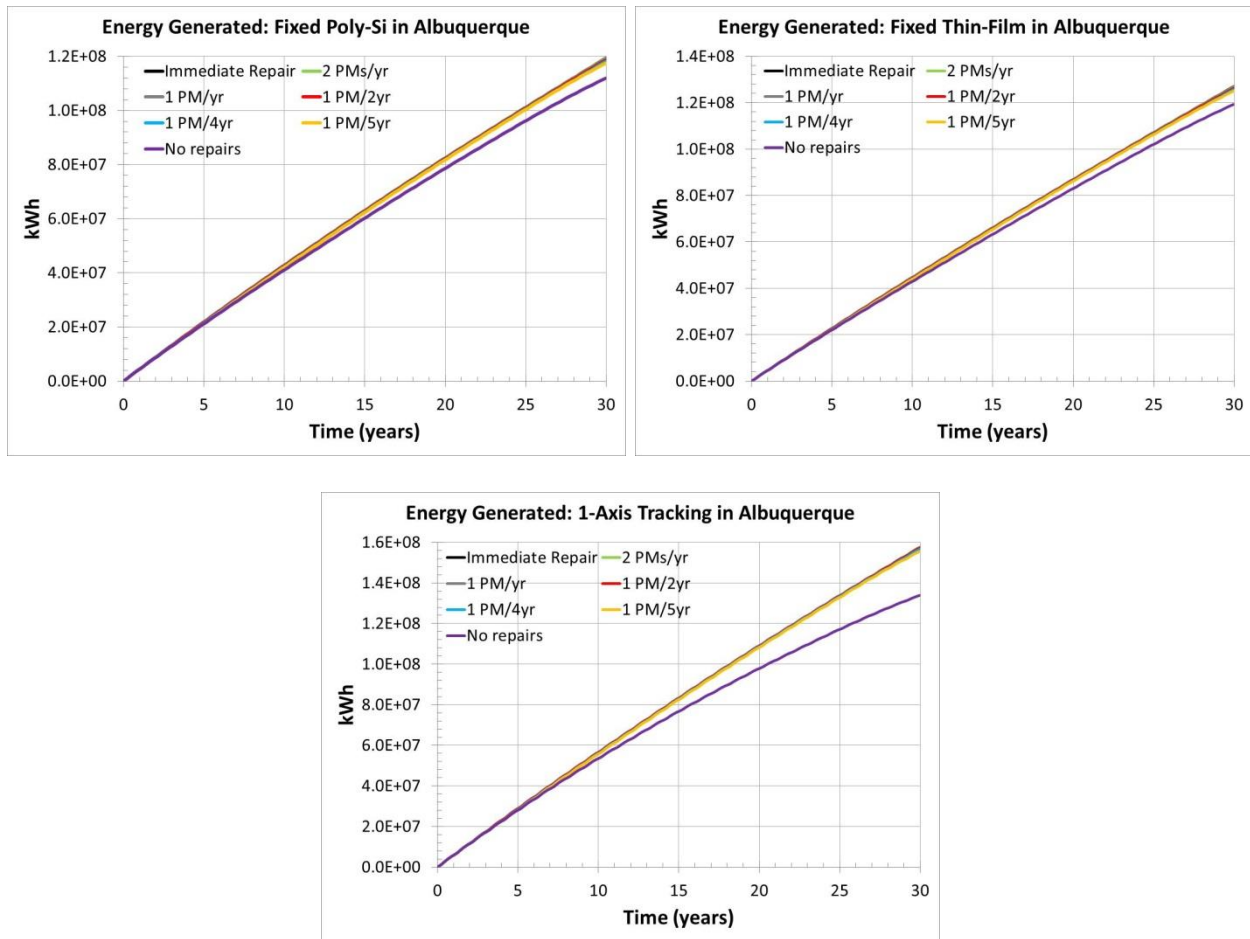 Energy Generated: Fixed Poly-Si in Albuquerque
1.2E+08
1.0E+08
8.0E+07
6.0E+07
4.0E+07
2.0E+07
0.0E+00
kWh
Immediate Repair 2 PMs/yr
1 PM/yr 1 PM/2yr
1 PM/4yr 1 PM/5yr
No repairs
0 5 10 15 20 25 30
Time (years)
Energy Generated: Fixed Thin-Film in Albuquerque
1.4E+08
1.2E+08
1.0E+08
8.0E+07
6.0E+07
4.0E+07
2.0E+07
0.0E+00
kWh
Immediate Repair 2 PMs/yr
1 PM/yr 1 PM/2yr
1 PM/4yr 1 PM/5yr
No repairs
0 5 10 15 20 25 30
Time (years)
Energy Generated: 1-Axis Tracking in Albuquerque
1.6E+08
1.4E+08
1.2E+08
1.0E+08
8.0E+07
6.0E+07
4.0E+07
2.0E+07
0.0E+00
kWh
Immediate Repair 2 PMs/yr
1 PM/yr 1 PM/2yr
1 PM/4yr 1 PM/5yr
No repairs
0 5 10 15 20 25 30
Time (years)